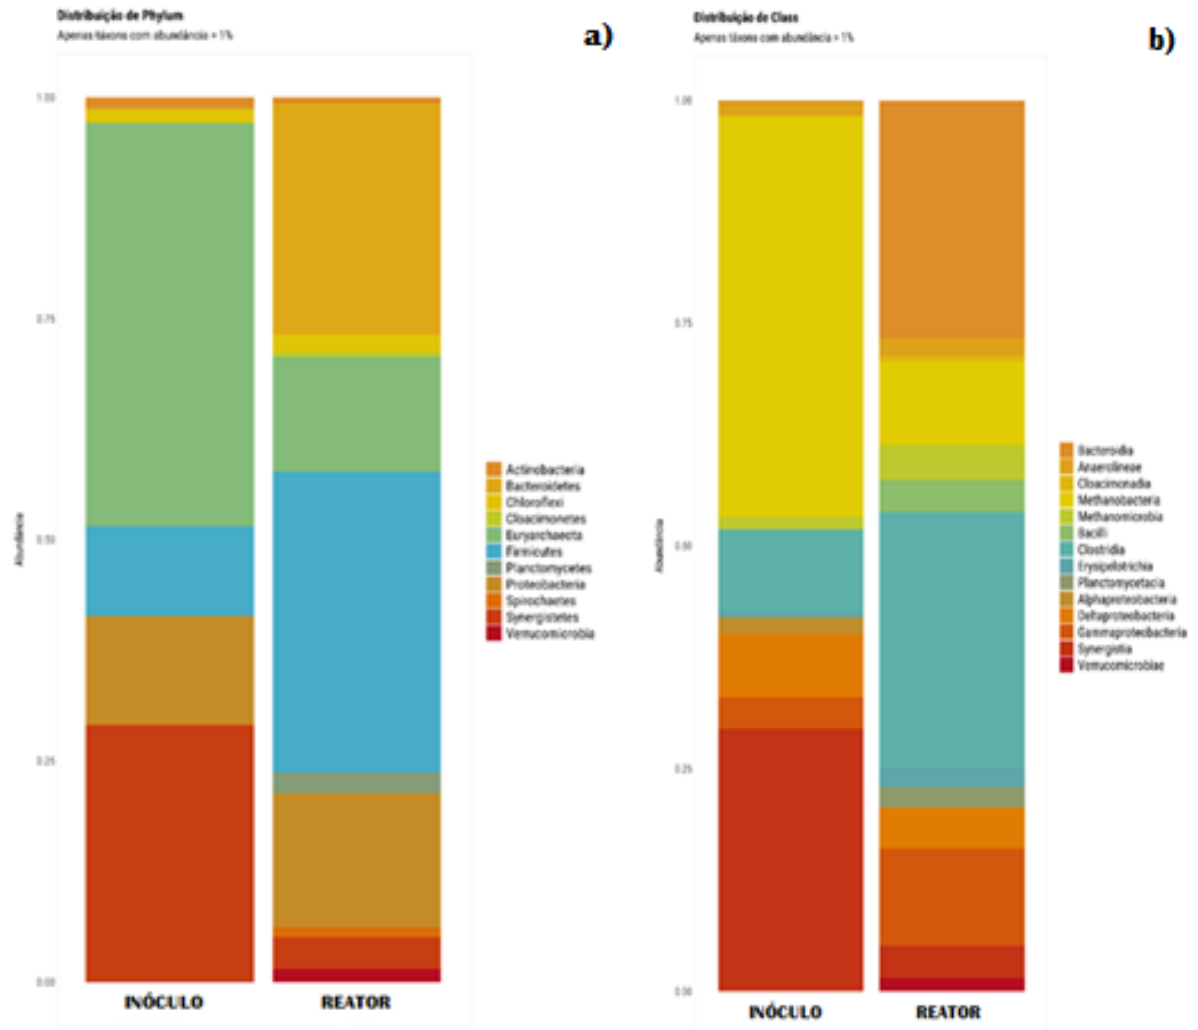 Distribuição de Phylum
Apenas táxons com abundância > 1%
a)
1.00
0.75
0.50
0.25
0.00
Abundância
INÓCULO
REATOR
Actinobacteria
Bacteroidetes
Chloroflexi
Cloacimonetes
Euryarchaeota
Firmicutes
Planctomycetes
Proteobacteria
Spirochaetes
Synergistetes
Verrucomicrobia
Distribuição de Class
Apenas táxons com abundância > 1%
b)
1.00
0.75
0.50
0.25
0.00
Abundância
INÓCULO
REATOR
Bacteroidia
Anaerolineae
Cloacimonadia
Methanobacteria
Methanomicrobia
Bacilli
Clostridia
Erysipelotrichia
Planctomycetacia
Alphaproteobacteria
Deltaproteobacteria
Gammaproteobacteria
Synergistia
Verrucomicrobiae